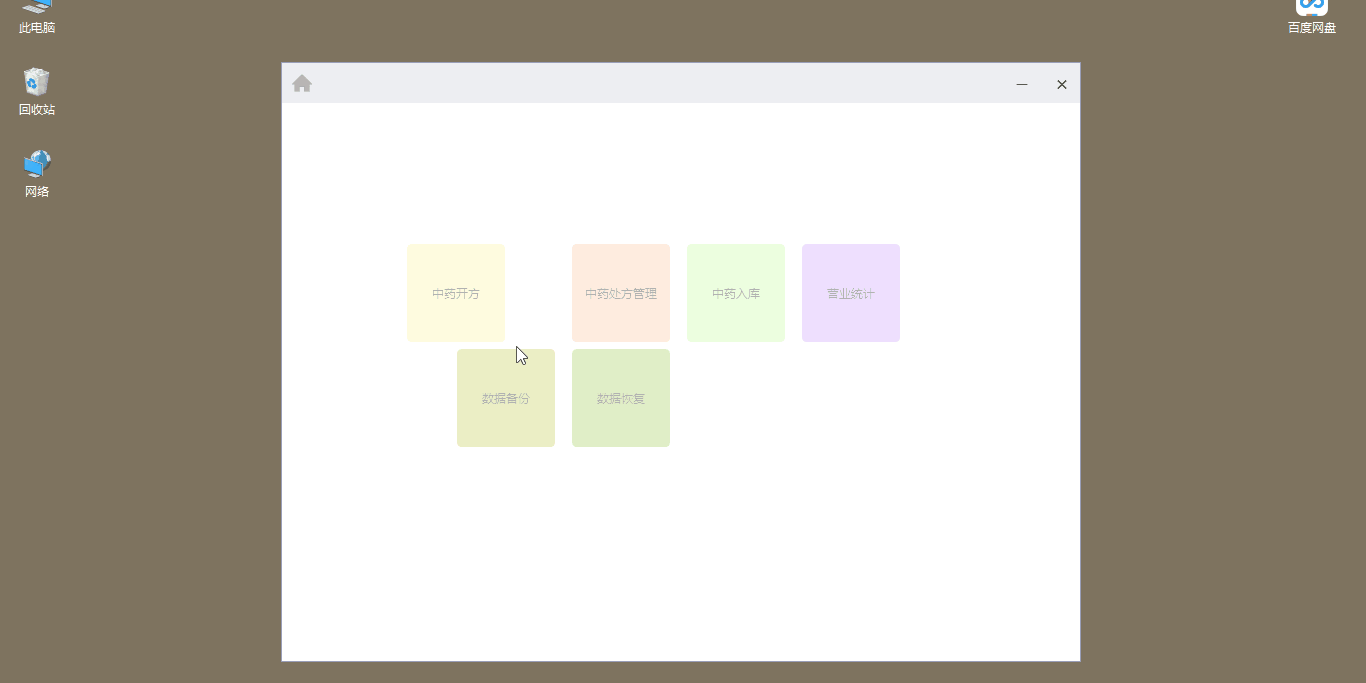 此电脑
百度网盘
回收站
网络
中药开方
中药处方管理
中药入库
营业统计
数据备份
数据恢复